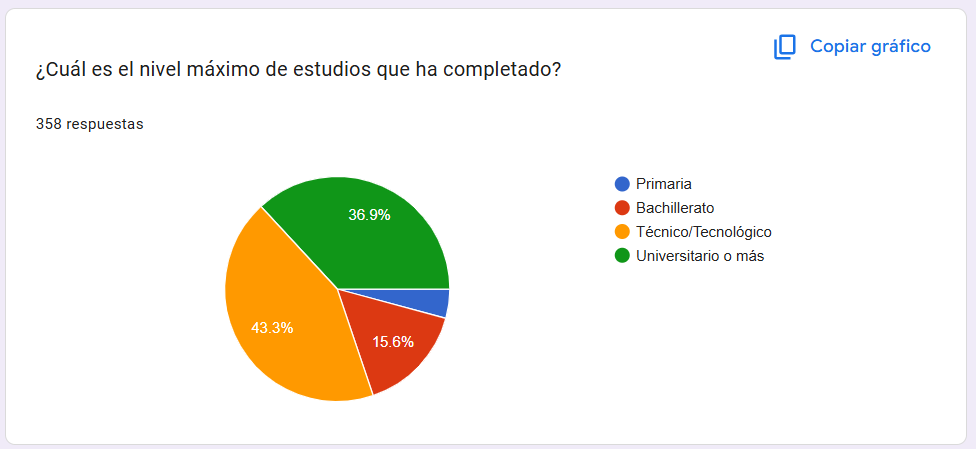 Copiar gráfico
¿Cuál es el nivel máximo de estudios que ha completado?
358 respuestas
Primaria
Bachillerato
Técnico/Tecnológico
Universitario o más
36.9%
43.3%
15.6%